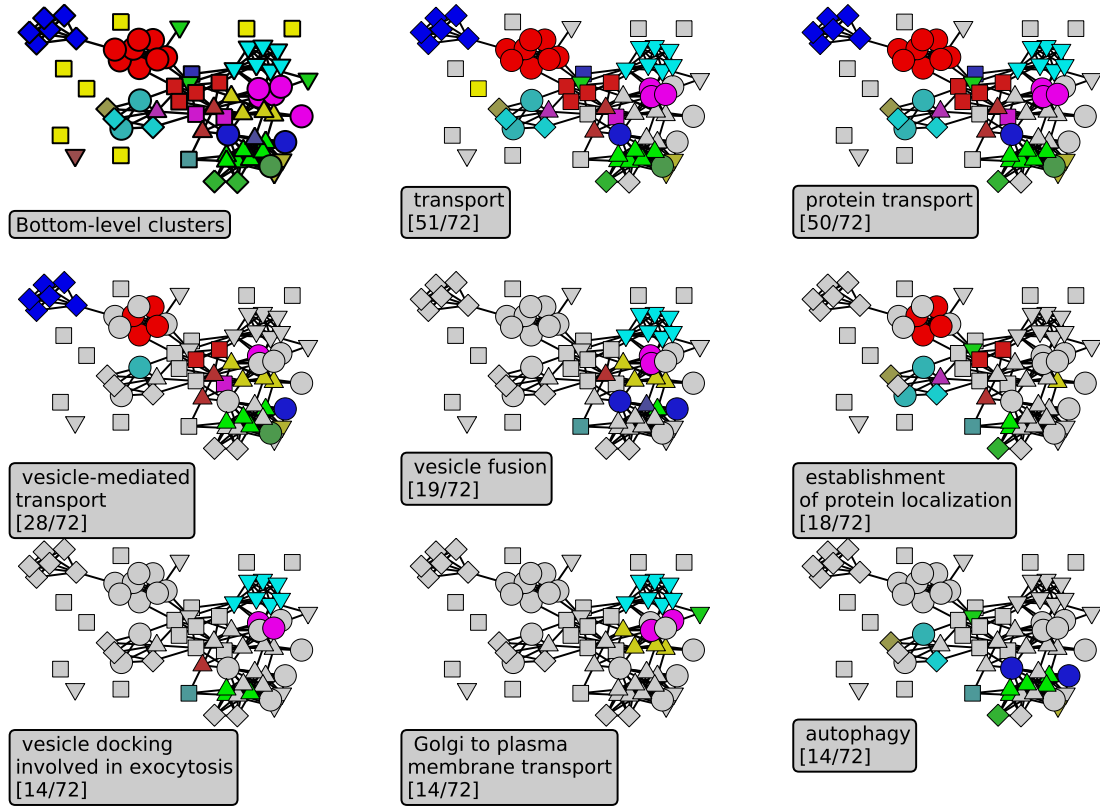 Bottom-level clusters
transport
[51/72]
protein transport
[50/72]
vesicle-mediated
transport
[28/72]
vesicle fusion
[19/72]
establishment
of protein localization
[18/72]
vesicle docking
involved in exocytosis
[14/72]
Golgi to plasma
membrane transport
[14/72]
autophagy
[14/72]